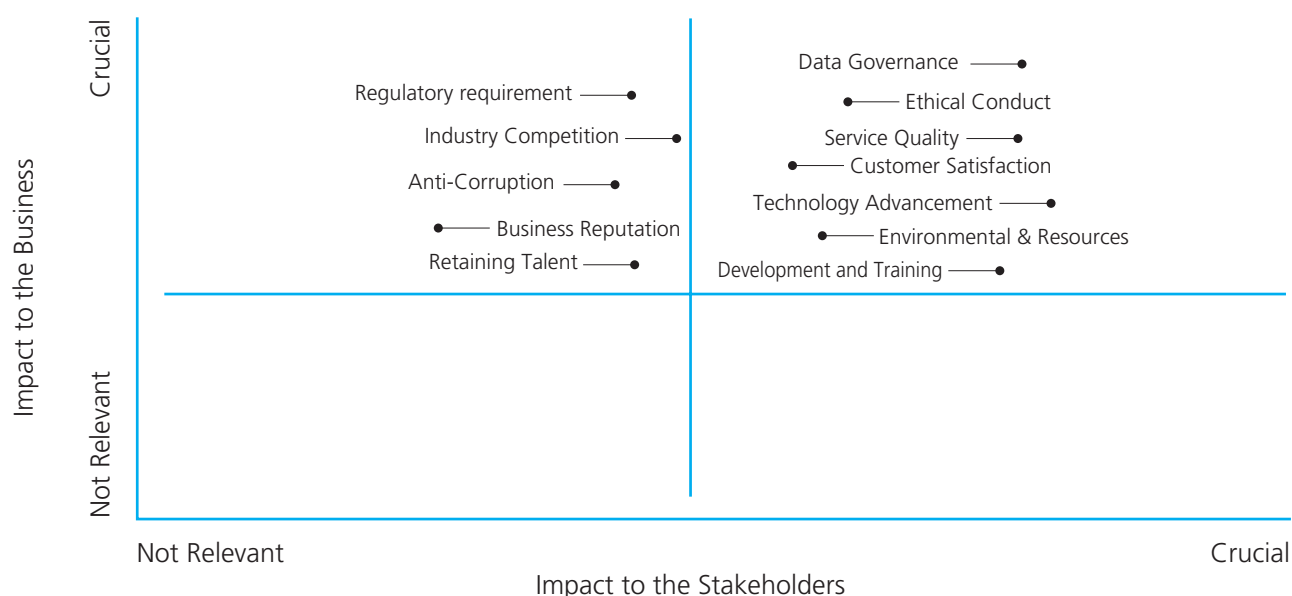 Impact to the Business
Crucial
Not Relevant
Regulatory requirement
Industry Competition
Anti-Corruption
Business Reputation
Retaining Talent
Data Governance
Ethical Conduct
Service Quality
Customer Satisfaction
Technology Advancement
Environmental & Resources
Development and Training
Not Relevant
Crucial
Impact to the Stakeholders